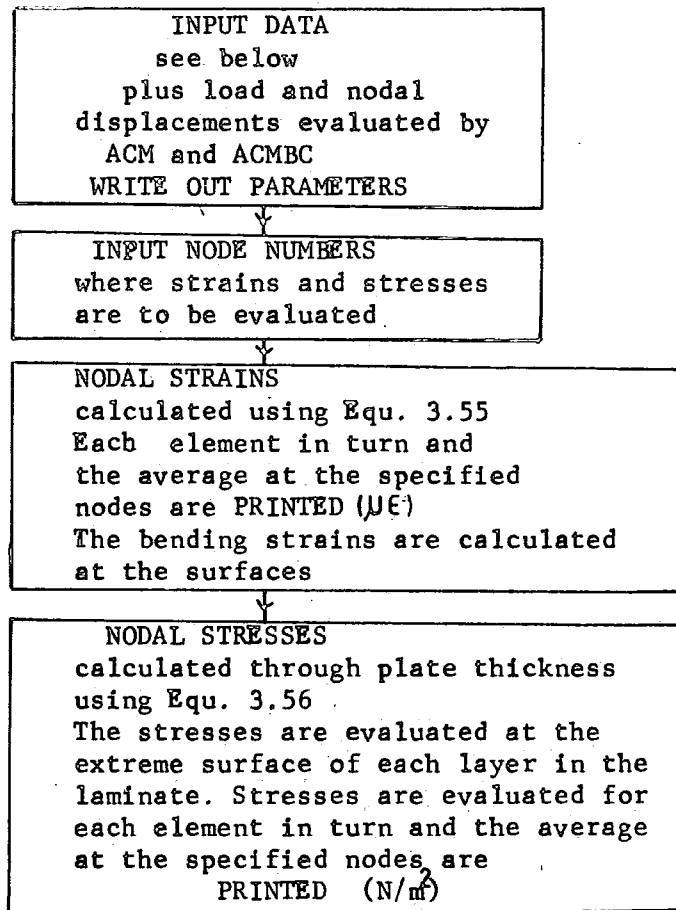 INPUT DATA
see below
plus load and nodal
displacements evaluated by
ACM and ACMBC
WRITE OUT PARAMETERS
INPUT NODE NUMBERS
where strains and stresses
are to be evaluated
NODAL STRAINS
calculated using Equ. 3.55
Each element in turn and
the average at the specified
nodes are PRINTED (με)
The bending strains are calculated
at the surfaces
NODAL STRESSES
calculated through plate thickness
using Equ. 3.56
The stresses are evaluated at the
extreme surface of each layer in the
laminate. Stresses are evaluated for
each element in turn and the average
at the specified nodes are
PRINTED (N/m²)